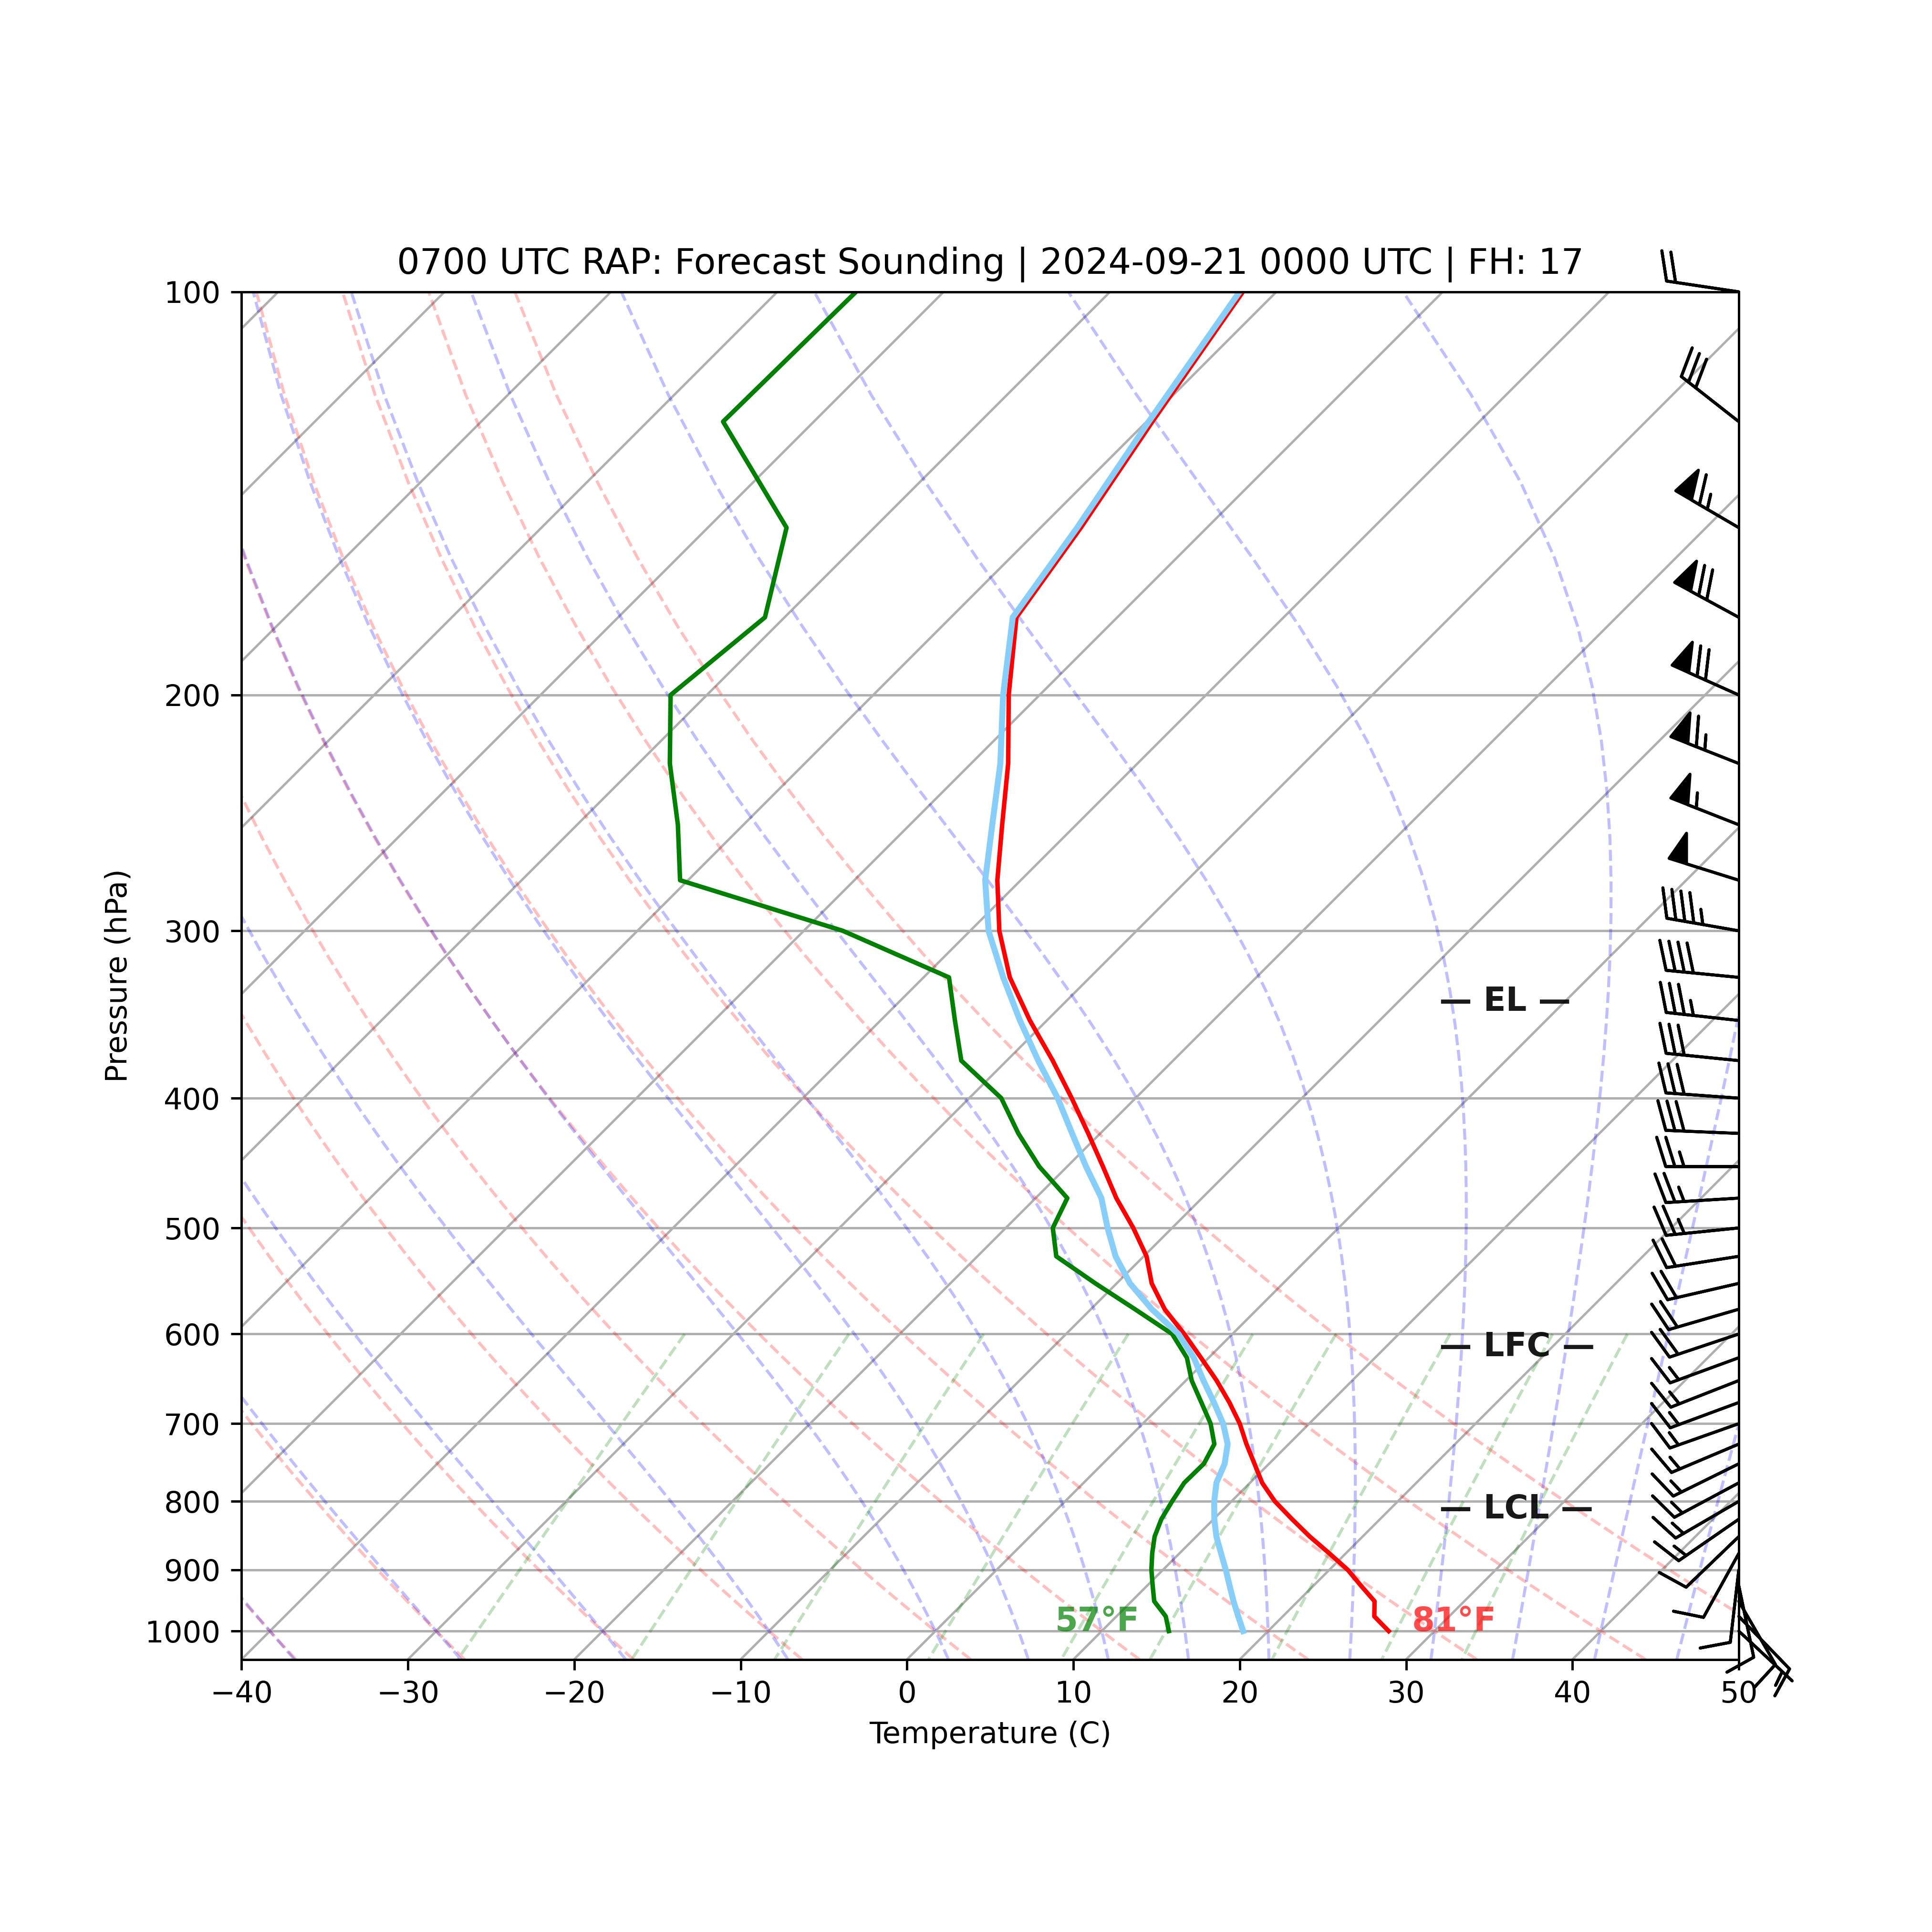 0700 UTC RAP: Forecast Sounding | 2024-09-21 0000 UTC | FH: 17
100
200
300
— EL —
Pressure (hPa)
400
500
600
— LFC —
700
800
— LCL —
900
57°F
81°F
1000
−40 −30 −20 −10 0 10 20 30 40 50
Temperature (C)